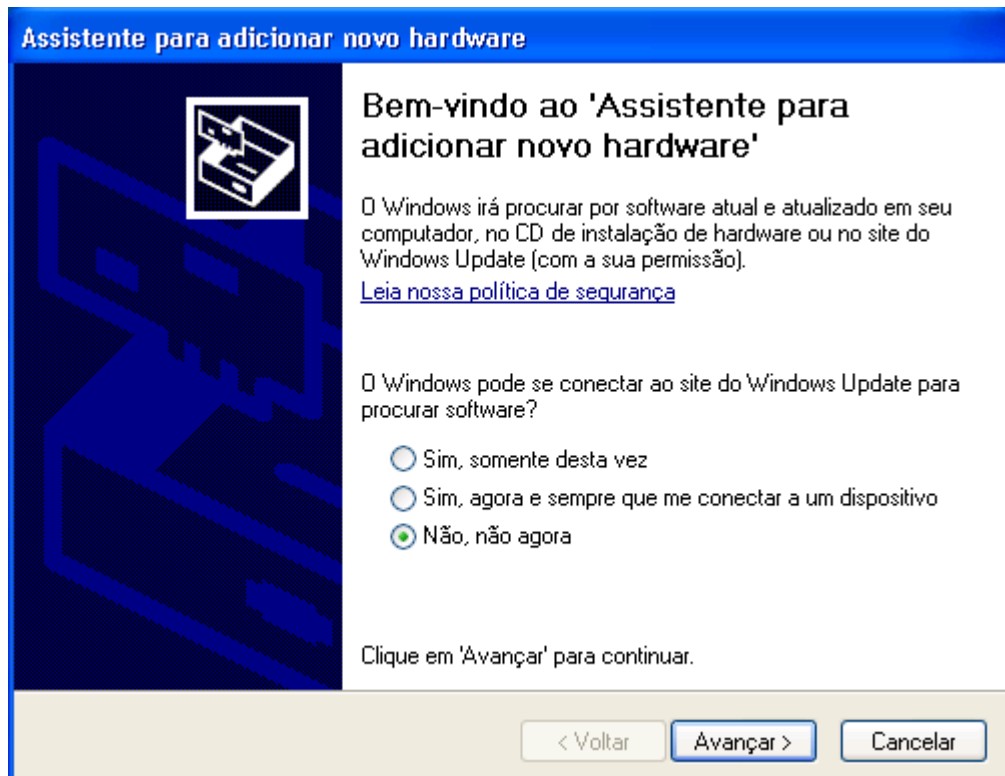 Assistente para adicionar novo hardware
Bem-vindo ao 'Assistente para
adicionar novo hardware'
O Windows irá procurar por software atual e atualizado em seu
computador, no CD de instalação de hardware ou no site do
Windows Update (com a sua permissão).
Leia nossa política de segurança
O Windows pode se conectar ao site do Windows Update para
procurar software?
Sim, somente desta vez
Sim, agora e sempre que me conectar a um dispositivo
Não, não agora
Clique em 'Avançar' para continuar.
< Voltar
Avançar >
Cancelar